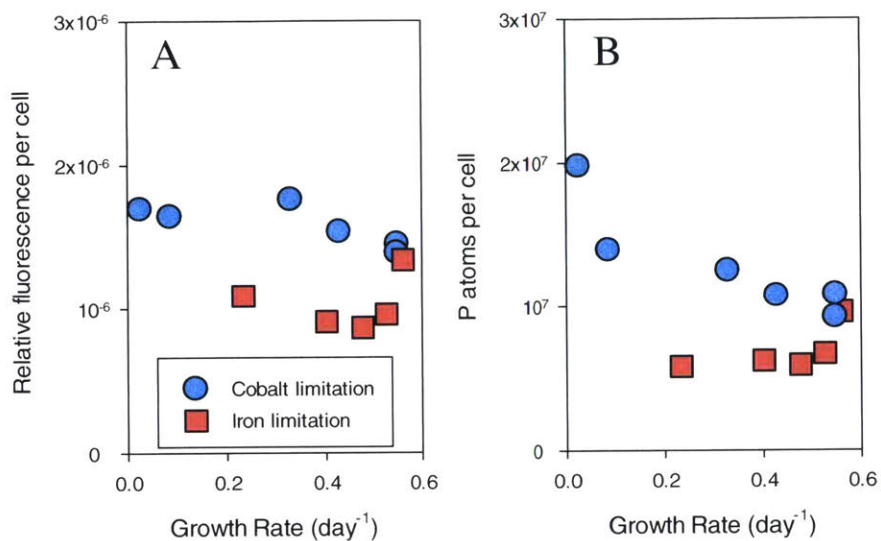 A
3x10⁻⁶
2x10⁻⁶
10⁻⁶
0
Relative fluorescence per cell
Cobalt limitation
Iron limitation
0.0 0.2 0.4 0.6
Growth Rate (day⁻¹)
B
3x10⁷
2x10⁷
10⁷
0
P atoms per cell
0.0 0.2 0.4 0.6
Growth Rate (day⁻¹)